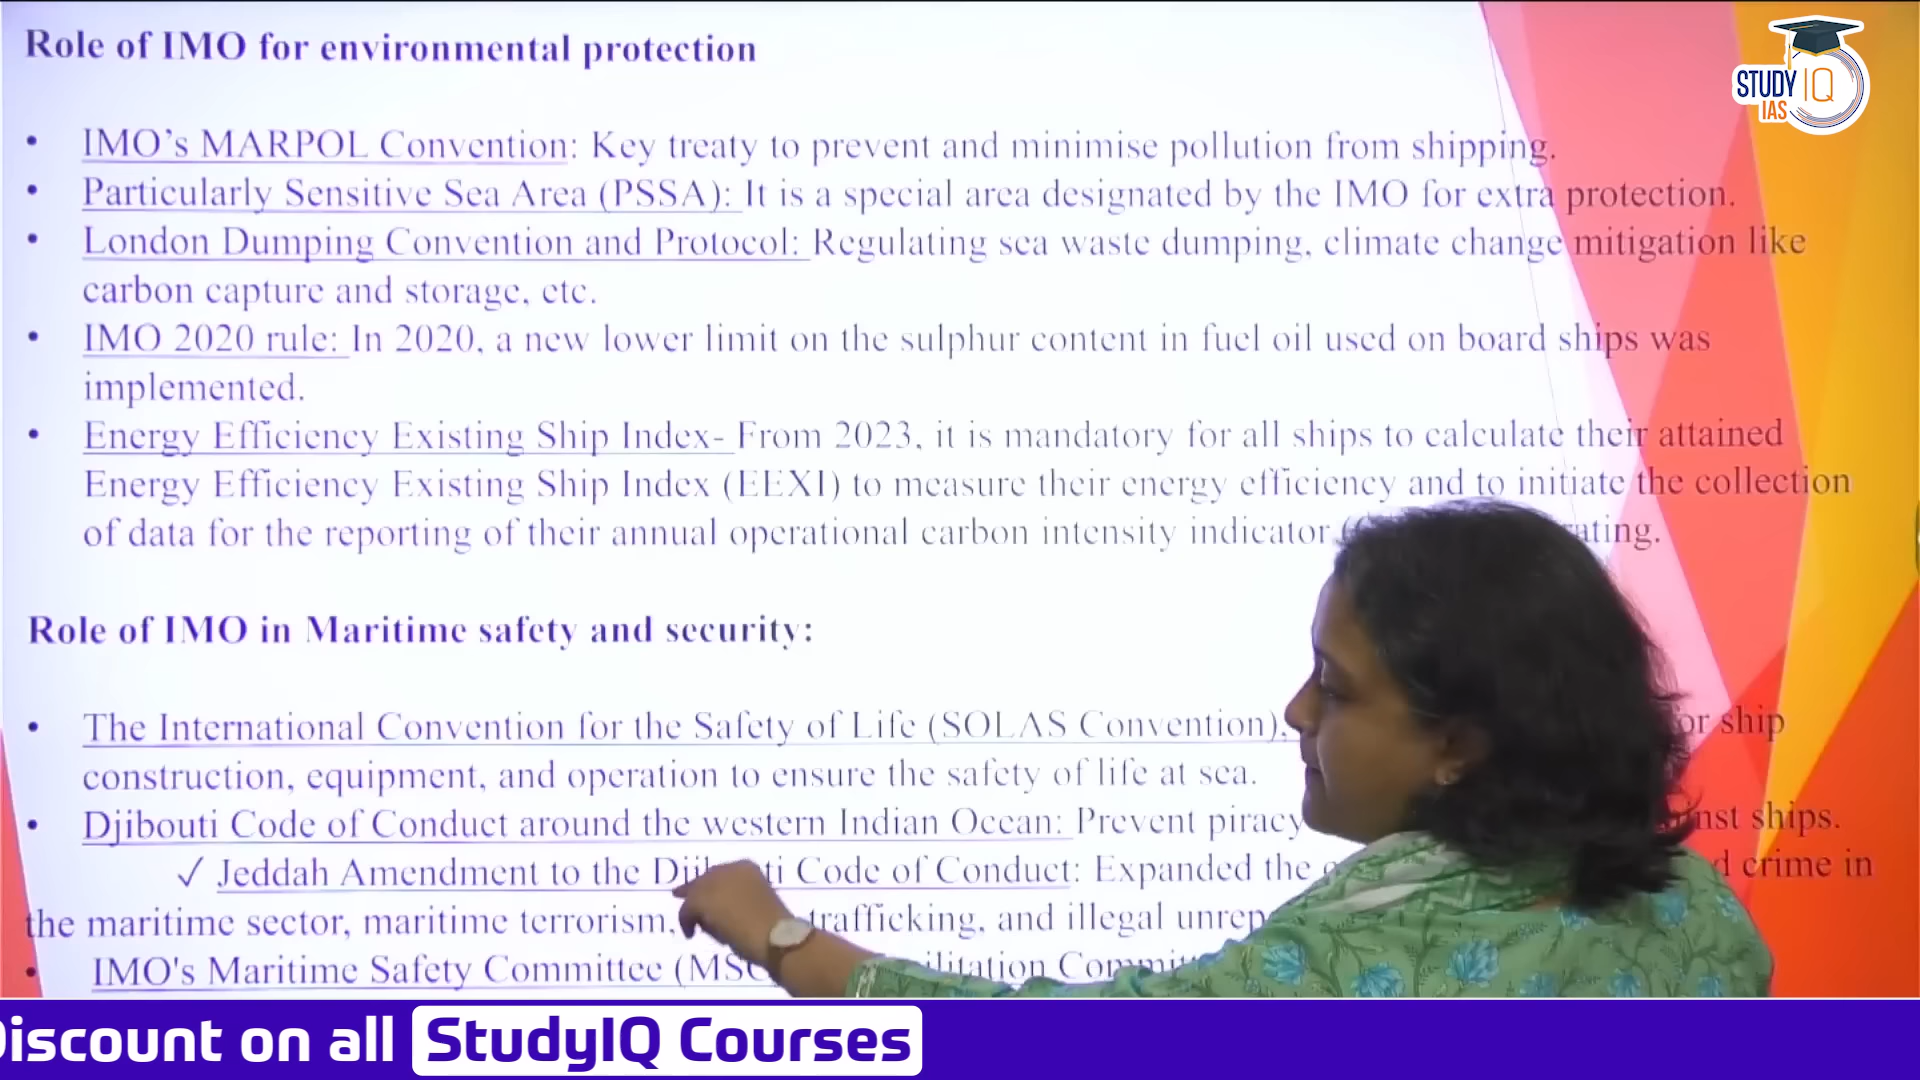 Role of IMO for environmental protection
STUDY IQ
IAS
• IMO's MARPOL Convention: Key treaty to prevent and minimise pollution from shipping.
• Particularly Sensitive Sea Area (PSSA): It is a special area designated by the IMO for extra protection.
• London Dumping Convention and Protocol: Regulating sea waste dumping, climate change mitigation like
carbon capture and storage, etc.
• IMO 2020 rule: In 2020, a new lower limit on the sulphur content in fuel oil used on board ships was
implemented.
• Energy Efficiency Existing Ship Index- From 2023, it is mandatory for all ships to calculate their attained
Energy Efficiency Existing Ship Index (EEXI) to measure their energy efficiency and to initiate the collection
of data for the reporting of their annual operational carbon intensity indicator
Role of IMO in Maritime safety and security:
• The International Convention for the Safety of Life (SOLAS Convention), or ship
construction, equipment, and operation to ensure the safety of life at sea.
• Djibouti Code of Conduct around the western Indian Ocean: Prevent piracy ships.
✓ Jeddah Amendment to the Code of Conduct: Expanded the crime in
the maritime sector, maritime terrorism, trafficking, and illegal
• IMO's Maritime Safety Committee
Discount on all StudyIQ Courses